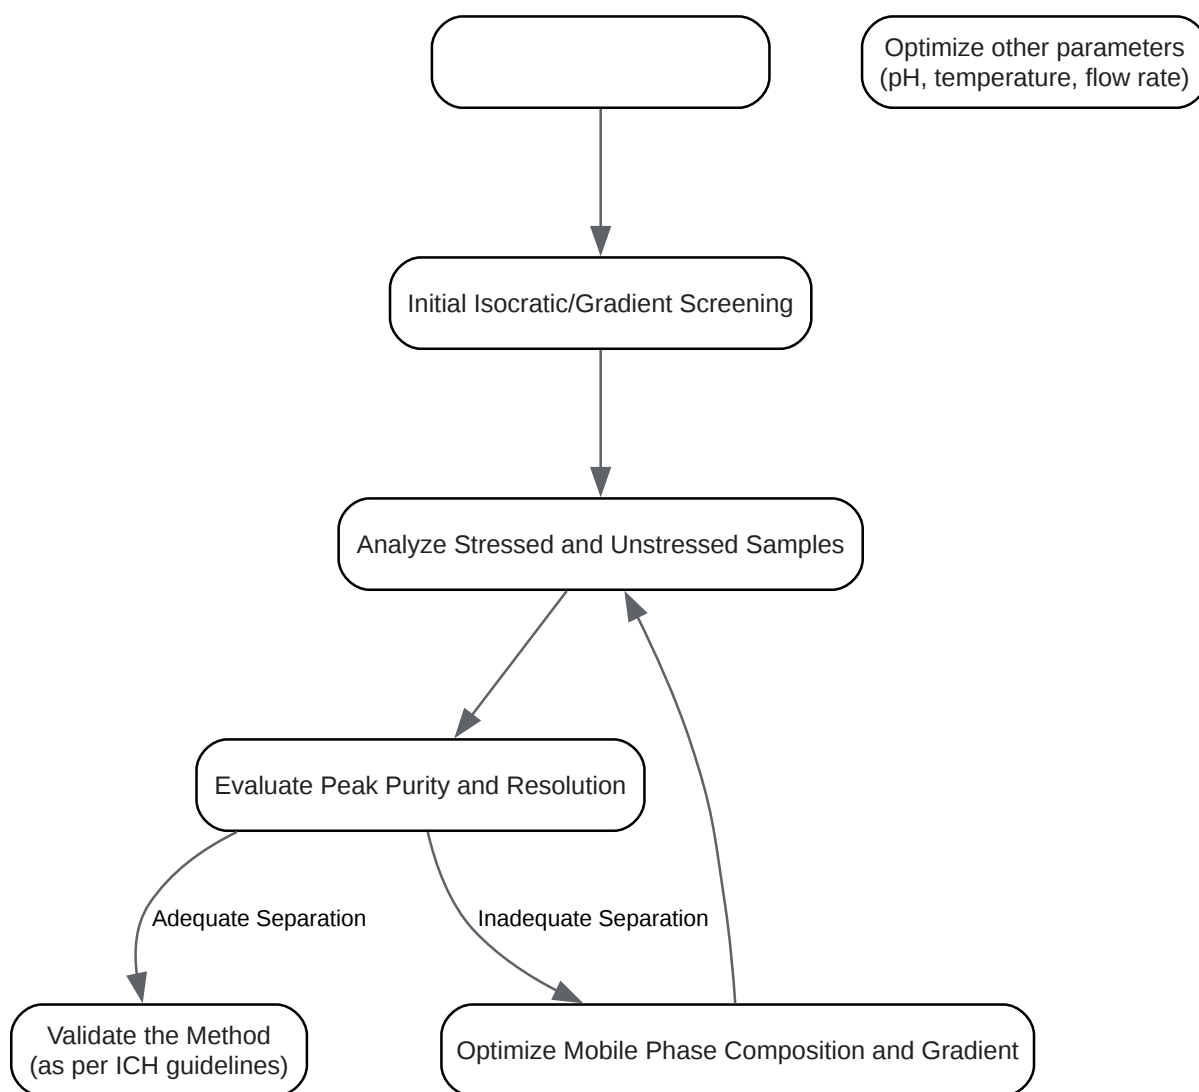 Optimize other parameters
(pH, temperature, flow rate)
Initial Isocratic/Gradient Screening
Analyze Stressed and Unstressed Samples
Evaluate Peak Purity and Resolution
Adequate Separation
Inadequate Separation
Validate the Method
(as per ICH guidelines)
Optimize Mobile Phase Composition and Gradient